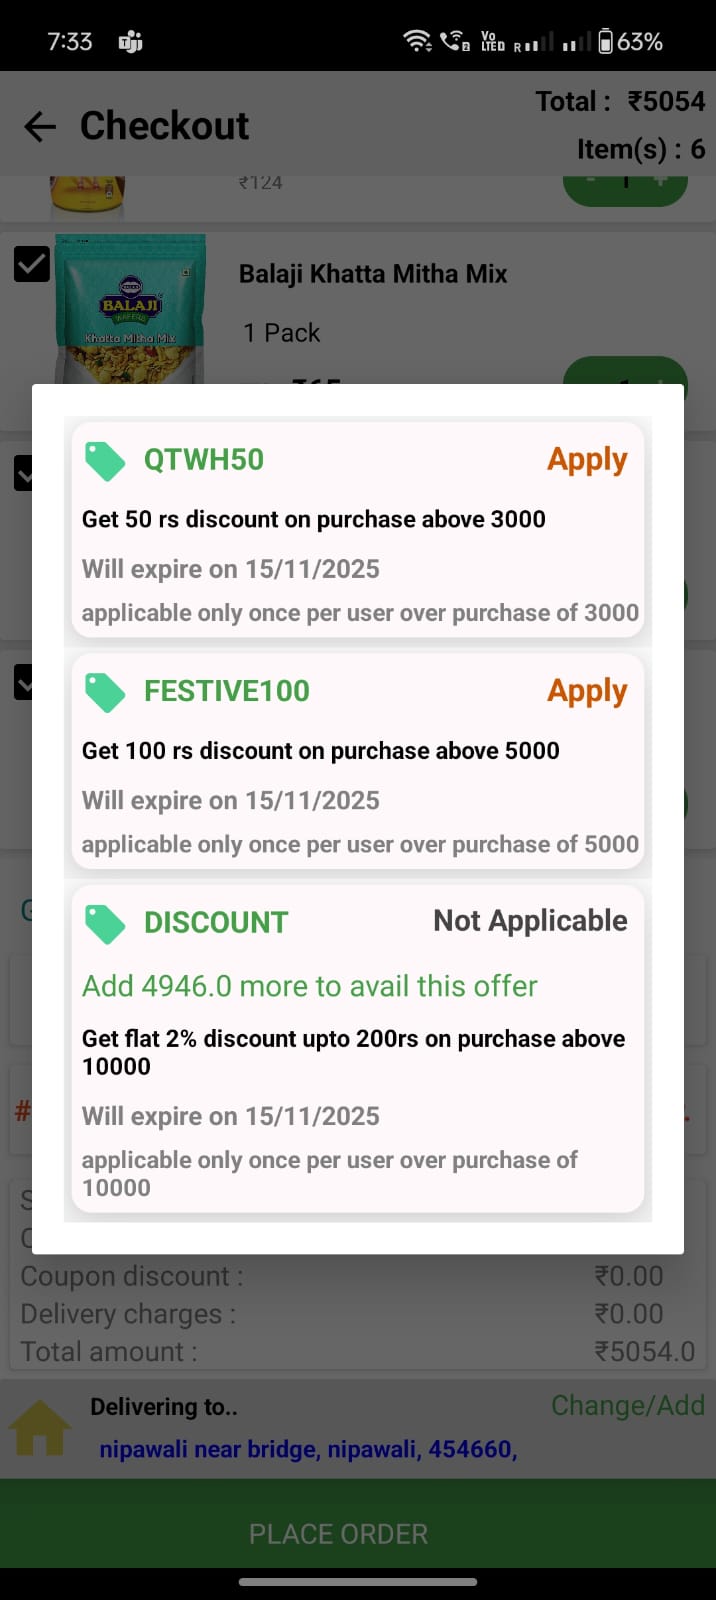 7:33
Vo
LTED
R
63%
Checkout
Total : ₹5054
Item(s) : 6
₹124
- 1 +
BALAJI
WAFERS
Khatta Mitha Mix
Balaji Khatta Mitha Mix
1 Pack
QTWH50
Apply
Get 50 rs discount on purchase above 3000
Will expire on 15/11/2025
applicable only once per user over purchase of 3000
FESTIVE100
Apply
Get 100 rs discount on purchase above 5000
Will expire on 15/11/2025
applicable only once per user over purchase of 5000
DISCOUNT
Not Applicable
Add 4946.0 more to avail this offer
Get flat 2% discount upto 200rs on purchase above
10000
Will expire on 15/11/2025
applicable only once per user over purchase of
10000
#
Coupon discount : ₹0.00
Delivery charges : ₹0.00
Total amount : ₹5054.0
Delivering to..
Change/Add
nipawali near bridge, nipawali, 454660,
PLACE ORDER